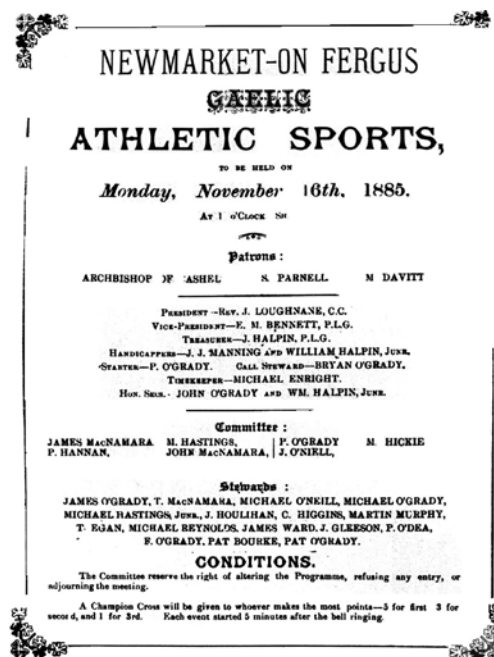 NEWMARKET-ON FERGUS
GAELIC
ATHLETIC SPORTS,
TO BE HELD ON
Monday, November 16th, 1885.
AT 1 O'CLOCK
Patrons :
ARCHBISHOP OF CASHEL S. PARNELL M DAVITT
PRESIDENT—REV. J. LOUGHNANE, C.C.
VICE-PRESIDENT—E. M. BENNETT, P.L.G.
TREASURER—J. HALPIN, P.L.G.
HANDICAPPERS—J. J. MANNING AND WILLIAM HALPIN, JUNR.
STARTER—P. O'GRADY. CALL STEWARD—BRYAN O'GRADY.
TIMEKEEPER—MICHAEL ENRIGHT.
HON. SECS.- JOHN O'GRADY AND WM. HALPIN, JUNR.
Committee :
JAMES MACNAMARA M. HASTINGS, P. O'GRADY M. HICKIE
P. HANNAN, JOHN MACNAMARA, J. O'NIELL,
Stewards :
JAMES O'GRADY, T. MACNAMARA, MICHAEL O'NEILL, MICHAEL O'GRADY,
MICHAEL HASTINGS, JUNR., J. HOULIHAN, C. HIGGINS, MARTIN MURPHY,
T. EGAN, MICHAEL REYNOLDS, JAMES WARD, J. GLEESON, P. O'DEA,
F. O'GRADY, PAT BOURKE, PAT O'GRADY.
CONDITIONS.
The Committee reserve the right of altering the Programme, refusing any entry, or
adjourning the meeting.
A Champion Cross will be given to whoever makes the most points—5 for first 3 for
second, and 1 for 3rd. Each event started 5 minutes after the bell ringing.